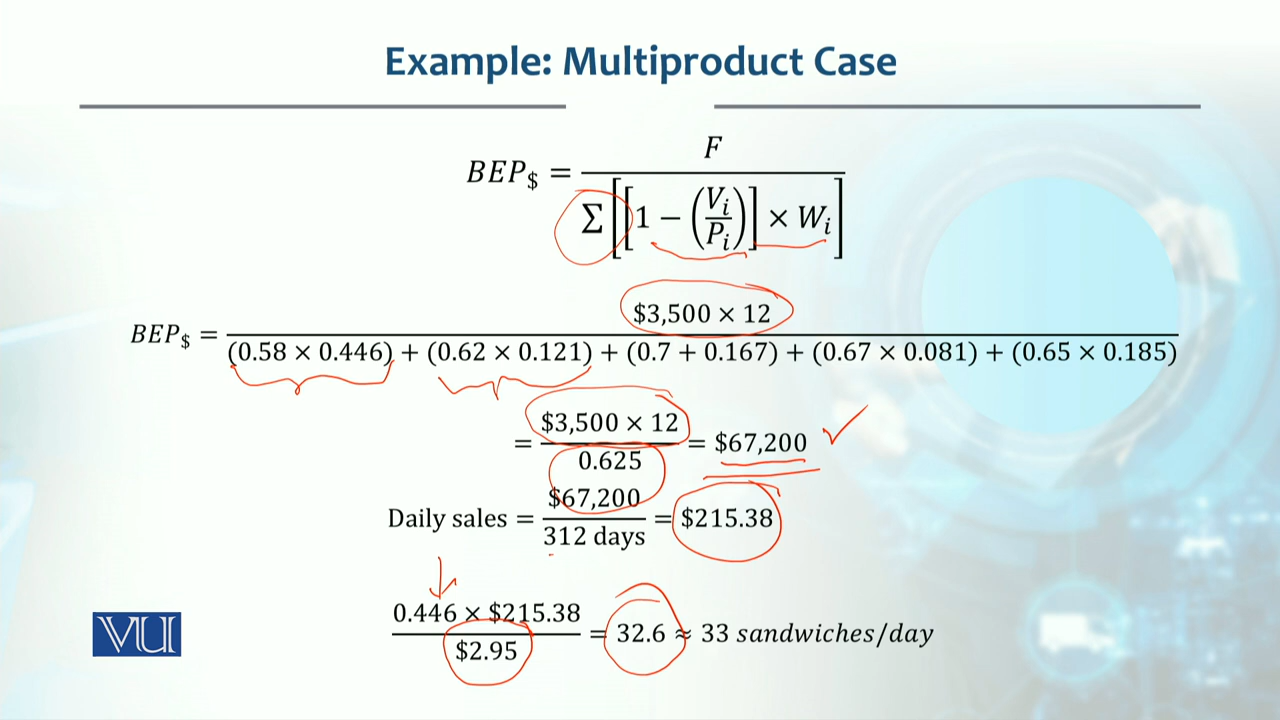 Example: Multiproduct Case
BEP$ = F / Σ[[1 − (Vi/Pi)] × Wi]
BEP$ = $3,500 × 12 / (0.58 × 0.446) + (0.62 × 0.121) + (0.7 + 0.167) + (0.67 × 0.081) + (0.65 × 0.185)
= $3,500 × 12 / 0.625 = $67,200
Daily sales = $67,200 / 312 days = $215.38
0.446 × $215.38 / $2.95 = 32.6 ≈ 33 sandwiches/day
VU